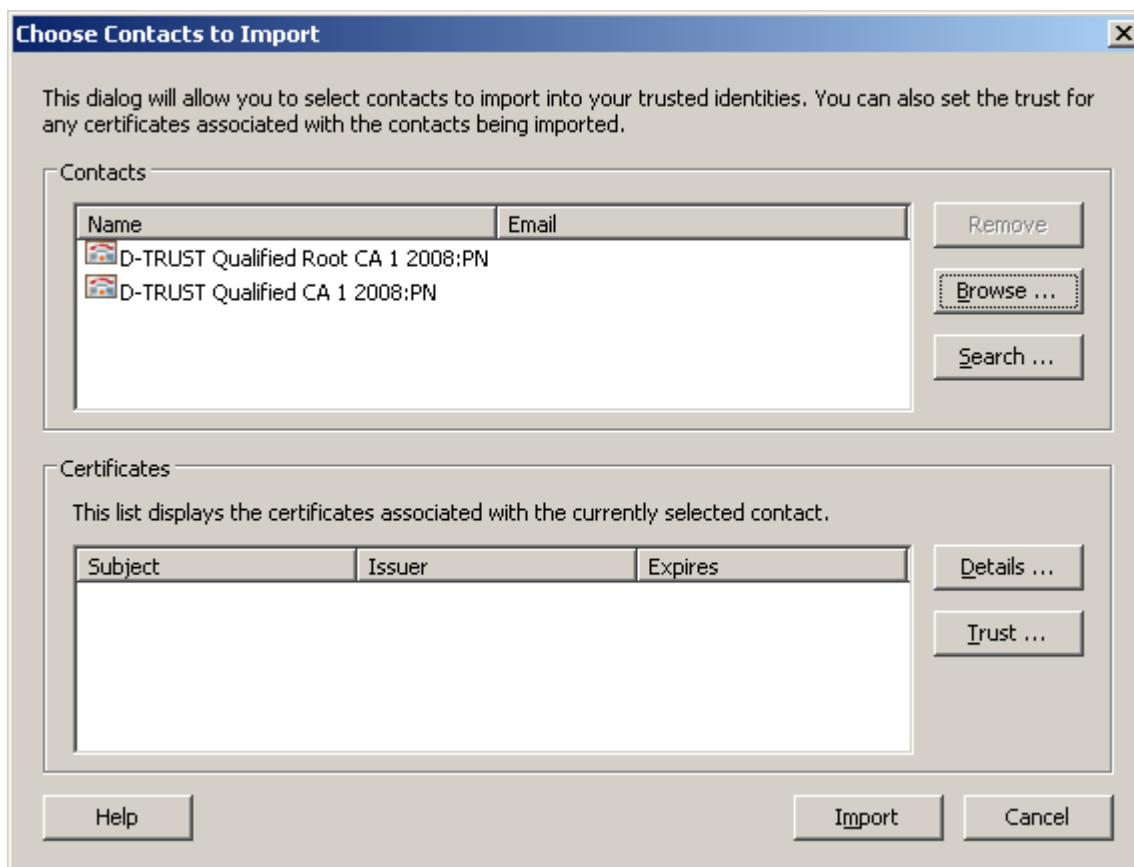 Choose Contacts to Import
This dialog will allow you to select contacts to import into your trusted identities. You can also set the trust for
any certificates associated with the contacts being imported.
Contacts
Name Email
D-TRUST Qualified Root CA 1 2008:PN
D-TRUST Qualified CA 1 2008:PN
Remove
Browse ...
Search ...
Certificates
This list displays the certificates associated with the currently selected contact.
Subject Issuer Expires
Details ...
Trust ...
Help Import Cancel